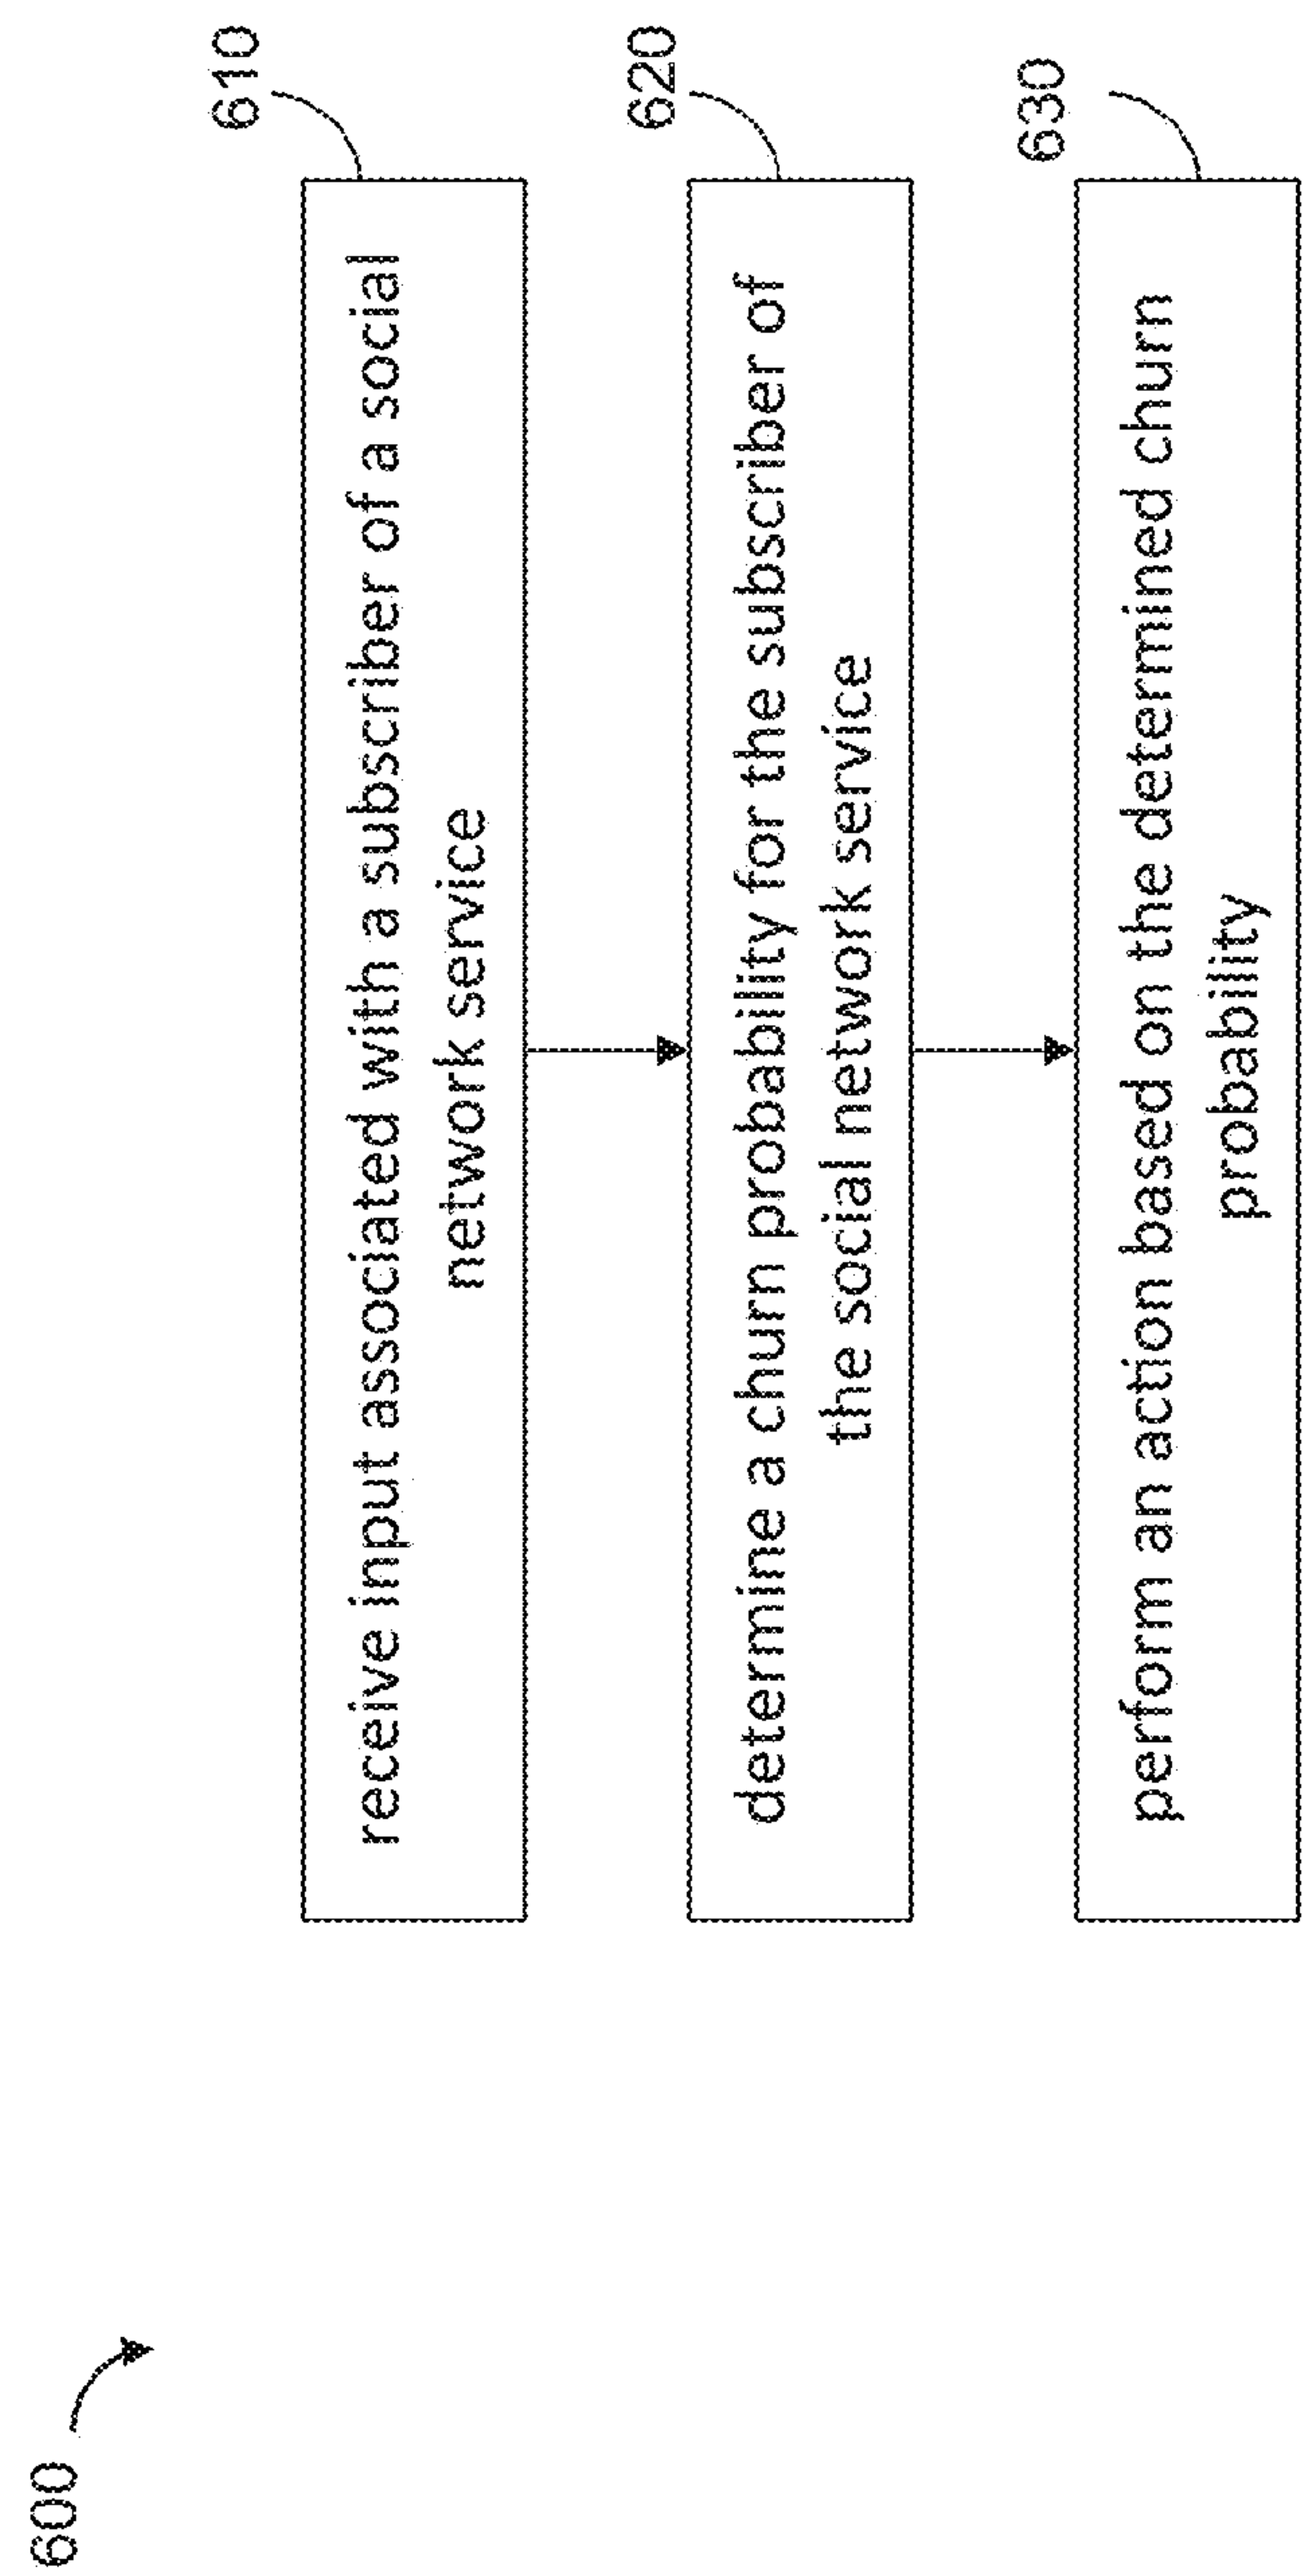 600
610
receive input associated with a subscriber of a social
network service
620
determine a churn probability for the subscriber of
the social network service
630
perform an action based on the determined churn
probability